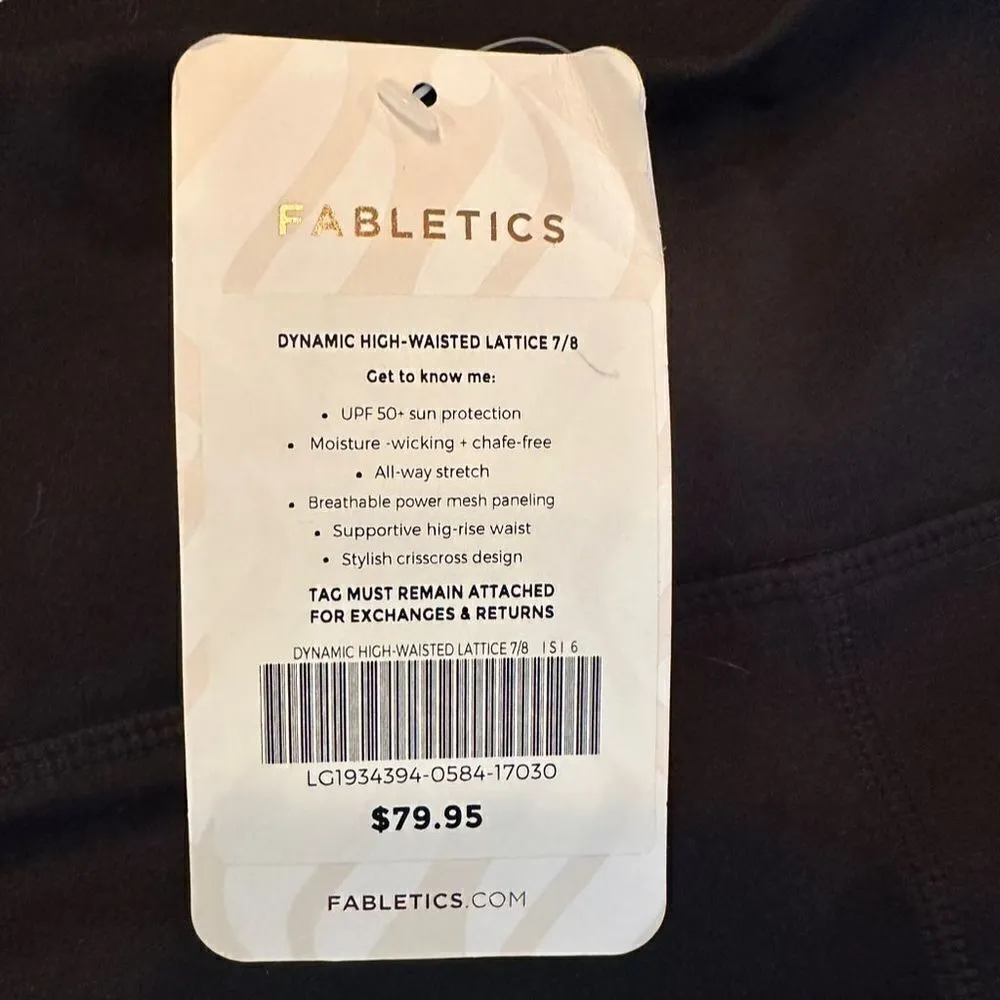 FABLETICS
DYNAMIC HIGH-WAISTED LATTICE 7/8
Get to know me:
• UPF 50+ sun protection
• Moisture -wicking + chafe-free
• All-way stretch
• Breathable power mesh paneling
• Supportive hig-rise waist
• Stylish crisscross design
TAG MUST REMAIN ATTACHED
FOR EXCHANGES & RETURNS
DYNAMIC HIGH-WAISTED LATTICE 7/8 | S | 6
LG1934394-0584-17030
$79.95
FABLETICS.COM